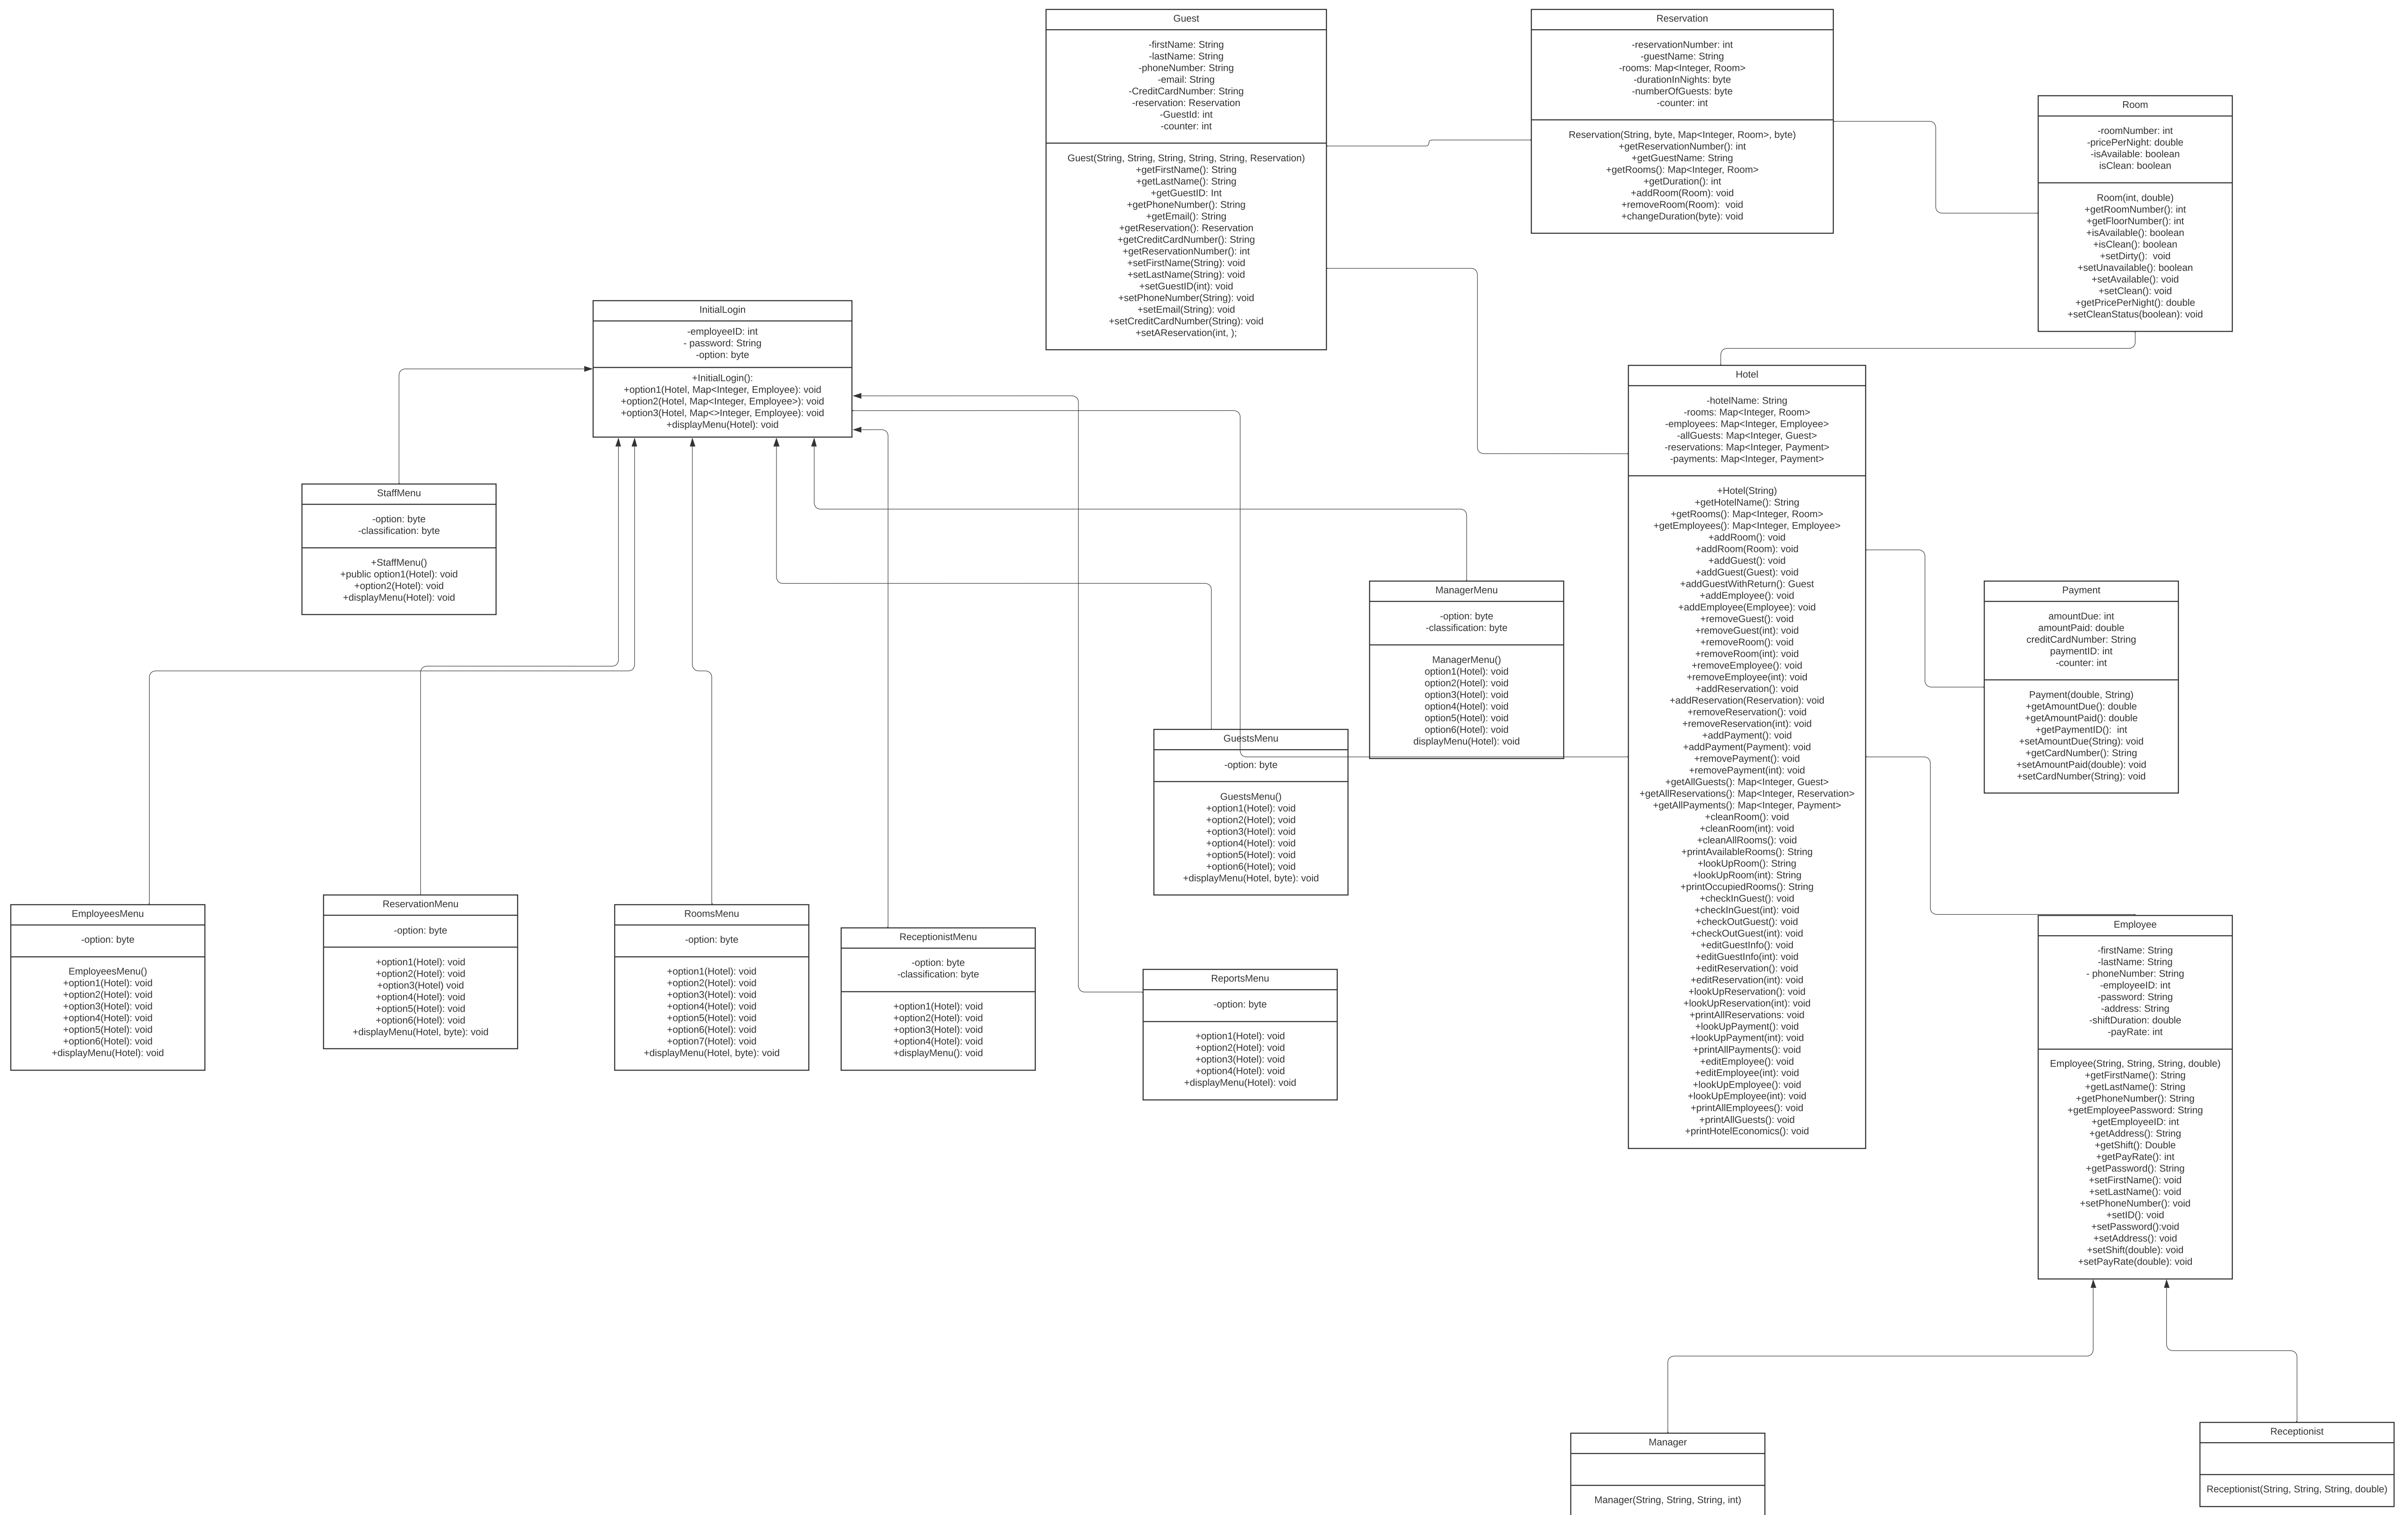 Guest
-firstName: String
-lastName: String
-phoneNumber: String
-email: String
-CreditCardNumber: String
-reservation: Reservation
-GuestId: int
-counter: int
Guest(String, String, String, String, String, Reservation)
+getFirstName(): String
+getLastName(): String
+getGuestID: Int
+getPhoneNumber(): String
+getEmail(): String
+getReservation(): Reservation
+getCreditCardNumber(): String
+getReservationNumber(): int
+setFirstName(String): void
+setLastName(String): void
+setGuestID(int): void
+setPhoneNumber(String): void
+setEmail(String): void
+setCreditCardNumber(String): void
+setAReservation(int, );
Reservation
-reservationNumber: int
-guestName: String
-rooms: Map<Integer, Room>
-durationInNights: byte
-numberOfGuests: byte
-counter: int
Reservation(String, byte, Map<Integer, Room>, byte)
+getReservationNumber(): int
+getGuestName: String
+getRooms(): Map<Integer, Room>
+getDuration(): int
+addRoom(Room): void
+removeRoom(Room):  void
+changeDuration(byte): void
Room
-roomNumber: int
-pricePerNight: double
-isAvailable: boolean
isClean: boolean
Room(int, double)
+getRoomNumber(): int
+getFloorNumber(): int
+isAvailable(): boolean
+isClean(): boolean
+setDirty():  void
+setUnavailable(): boolean
+setAvailable(): void
+setClean(): void
+getPricePerNight(): double
+setCleanStatus(boolean): void
InitialLogin
-employeeID: int
- password: String
-option: byte
+InitialLogin():
+option1(Hotel, Map<Integer, Employee): void
+option2(Hotel, Map<Integer, Employee>): void
+option3(Hotel, Map<>Integer, Employee): void
+displayMenu(Hotel): void
Hotel
-hotelName: String
-rooms: Map<Integer, Room>
-employees: Map<Integer, Employee>
-allGuests: Map<Integer, Guest>
-reservations: Map<Integer, Payment>
-payments: Map<Integer, Payment>
+Hotel(String)
+getHotelName(): String
+getRooms(): Map<Integer, Room>
+getEmployees(): Map<Integer, Employee>
+addRoom(): void
+addRoom(Room): void
+addGuest(): void
+addGuest(Guest): void
+addGuestWithReturn(): Guest
+addEmployee(): void
+addEmployee(Employee): void
+removeGuest(): void
+removeGuest(int): void
+removeRoom(): void
+removeRoom(int): void
+removeEmployee(): void
+removeEmployee(int): void
+addReservation(): void
+addReservation(Reservation): void
+removeReservation(): void
+removeReservation(int): void
+addPayment(): void
+addPayment(Payment): void
+removePayment(): void
+removePayment(int): void
+getAllGuests(): Map<Integer, Guest>
+getAllReservations(): Map<Integer, Reservation>
+getAllPayments(): Map<Integer, Payment>
+cleanRoom(): void
+cleanRoom(int): void
+cleanAllRooms(): void
+printAvailableRooms(): String
+lookUpRoom(): String
+lookUpRoom(int): String
+printOccupiedRooms(): String
+checkInGuest(): void
+checkInGuest(int): void
+checkOutGuest(): void
+checkOutGuest(int): void
+editGuestInfo(): void
+editGuestInfo(int): void
+editReservation(): void
+editReservation(int): void
+lookUpReservation(): void
+lookUpReservation(int): void
+printAllReservations: void
+lookUpPayment(): void
+lookUpPayment(int): void
+printAllPayments(): void
+editEmployee(): void
+editEmployee(int): void
+lookUpEmployee(): void
+lookUpEmployee(int): void
+printAllEmployees(): void
+printAllGuests(): void
+printHotelEconomics(): void
StaffMenu
-option: byte
-classification: byte
+StaffMenu()
+public option1(Hotel): void
+option2(Hotel): void
+displayMenu(Hotel): void
ManagerMenu
-option: byte
-classification: byte
ManagerMenu()
option1(Hotel): void
option2(Hotel): void
option3(Hotel): void
option4(Hotel): void
option5(Hotel): void
option6(Hotel): void
displayMenu(Hotel): void
Payment
amountDue: int
amountPaid: double
creditCardNumber: String
paymentID: int
-counter: int
Payment(double, String)
+getAmountDue(): double
+getAmountPaid(): double
+getPaymentID():  int
+setAmountDue(String): void
+getCardNumber(): String
+setAmountPaid(double): void
+setCardNumber(String): void
GuestsMenu
-option: byte
GuestsMenu()
+option1(Hotel): void
+option2(Hotel); void
+option3(Hotel): void
+option4(Hotel): void
+option5(Hotel): void
+option6(Hotel); void
+displayMenu(Hotel, byte): void
EmployeesMenu
-option: byte
EmployeesMenu()
+option1(Hotel): void
+option2(Hotel): void
+option3(Hotel): void
+option4(Hotel): void
+option5(Hotel): void
+option6(Hotel): void
+displayMenu(Hotel): void
ReservationMenu
-option: byte
+option1(Hotel): void
+option2(Hotel): void
+option3(Hotel) void
+option4(Hotel): void
+option5(Hotel): void
+option6(Hotel): void
+displayMenu(Hotel, byte): void
RoomsMenu
-option: byte
+option1(Hotel): void
+option2(Hotel): void
+option3(Hotel): void
+option4(Hotel): void
+option5(Hotel): void
+option6(Hotel): void
+option7(Hotel): void
+displayMenu(Hotel, byte): void
ReceptionistMenu
-option: byte
-classification: byte
+option1(Hotel): void
+option2(Hotel): void
+option3(Hotel): void
+option4(Hotel): void
+displayMenu(): void
ReportsMenu
-option: byte
+option1(Hotel): void
+option2(Hotel): void
+option3(Hotel): void
+option4(Hotel): void
+displayMenu(Hotel): void
Employee
-firstName: String
-lastName: String
- phoneNumber: String
-employeeID: int
-password: String
-address: String
-shiftDuration: double
-payRate: int
Employee(String, String, String, double)
+getFirstName(): String
+getLastName(): String
+getPhoneNumber(): String
+getEmployeePassword: String
+getEmployeeID: int
+getAddress(): String
+getShift(): Double
+getPayRate(): int
+getPassword(): String
+setFirstName(): void
+setLastName(): void
+setPhoneNumber(): void
+setID(): void
+setPassword():void
+setAddress(): void
+setShift(double): void
+setPayRate(double): void
Manager
Manager(String, String, String, int)
Receptionist
Receptionist(String, String, String, double)